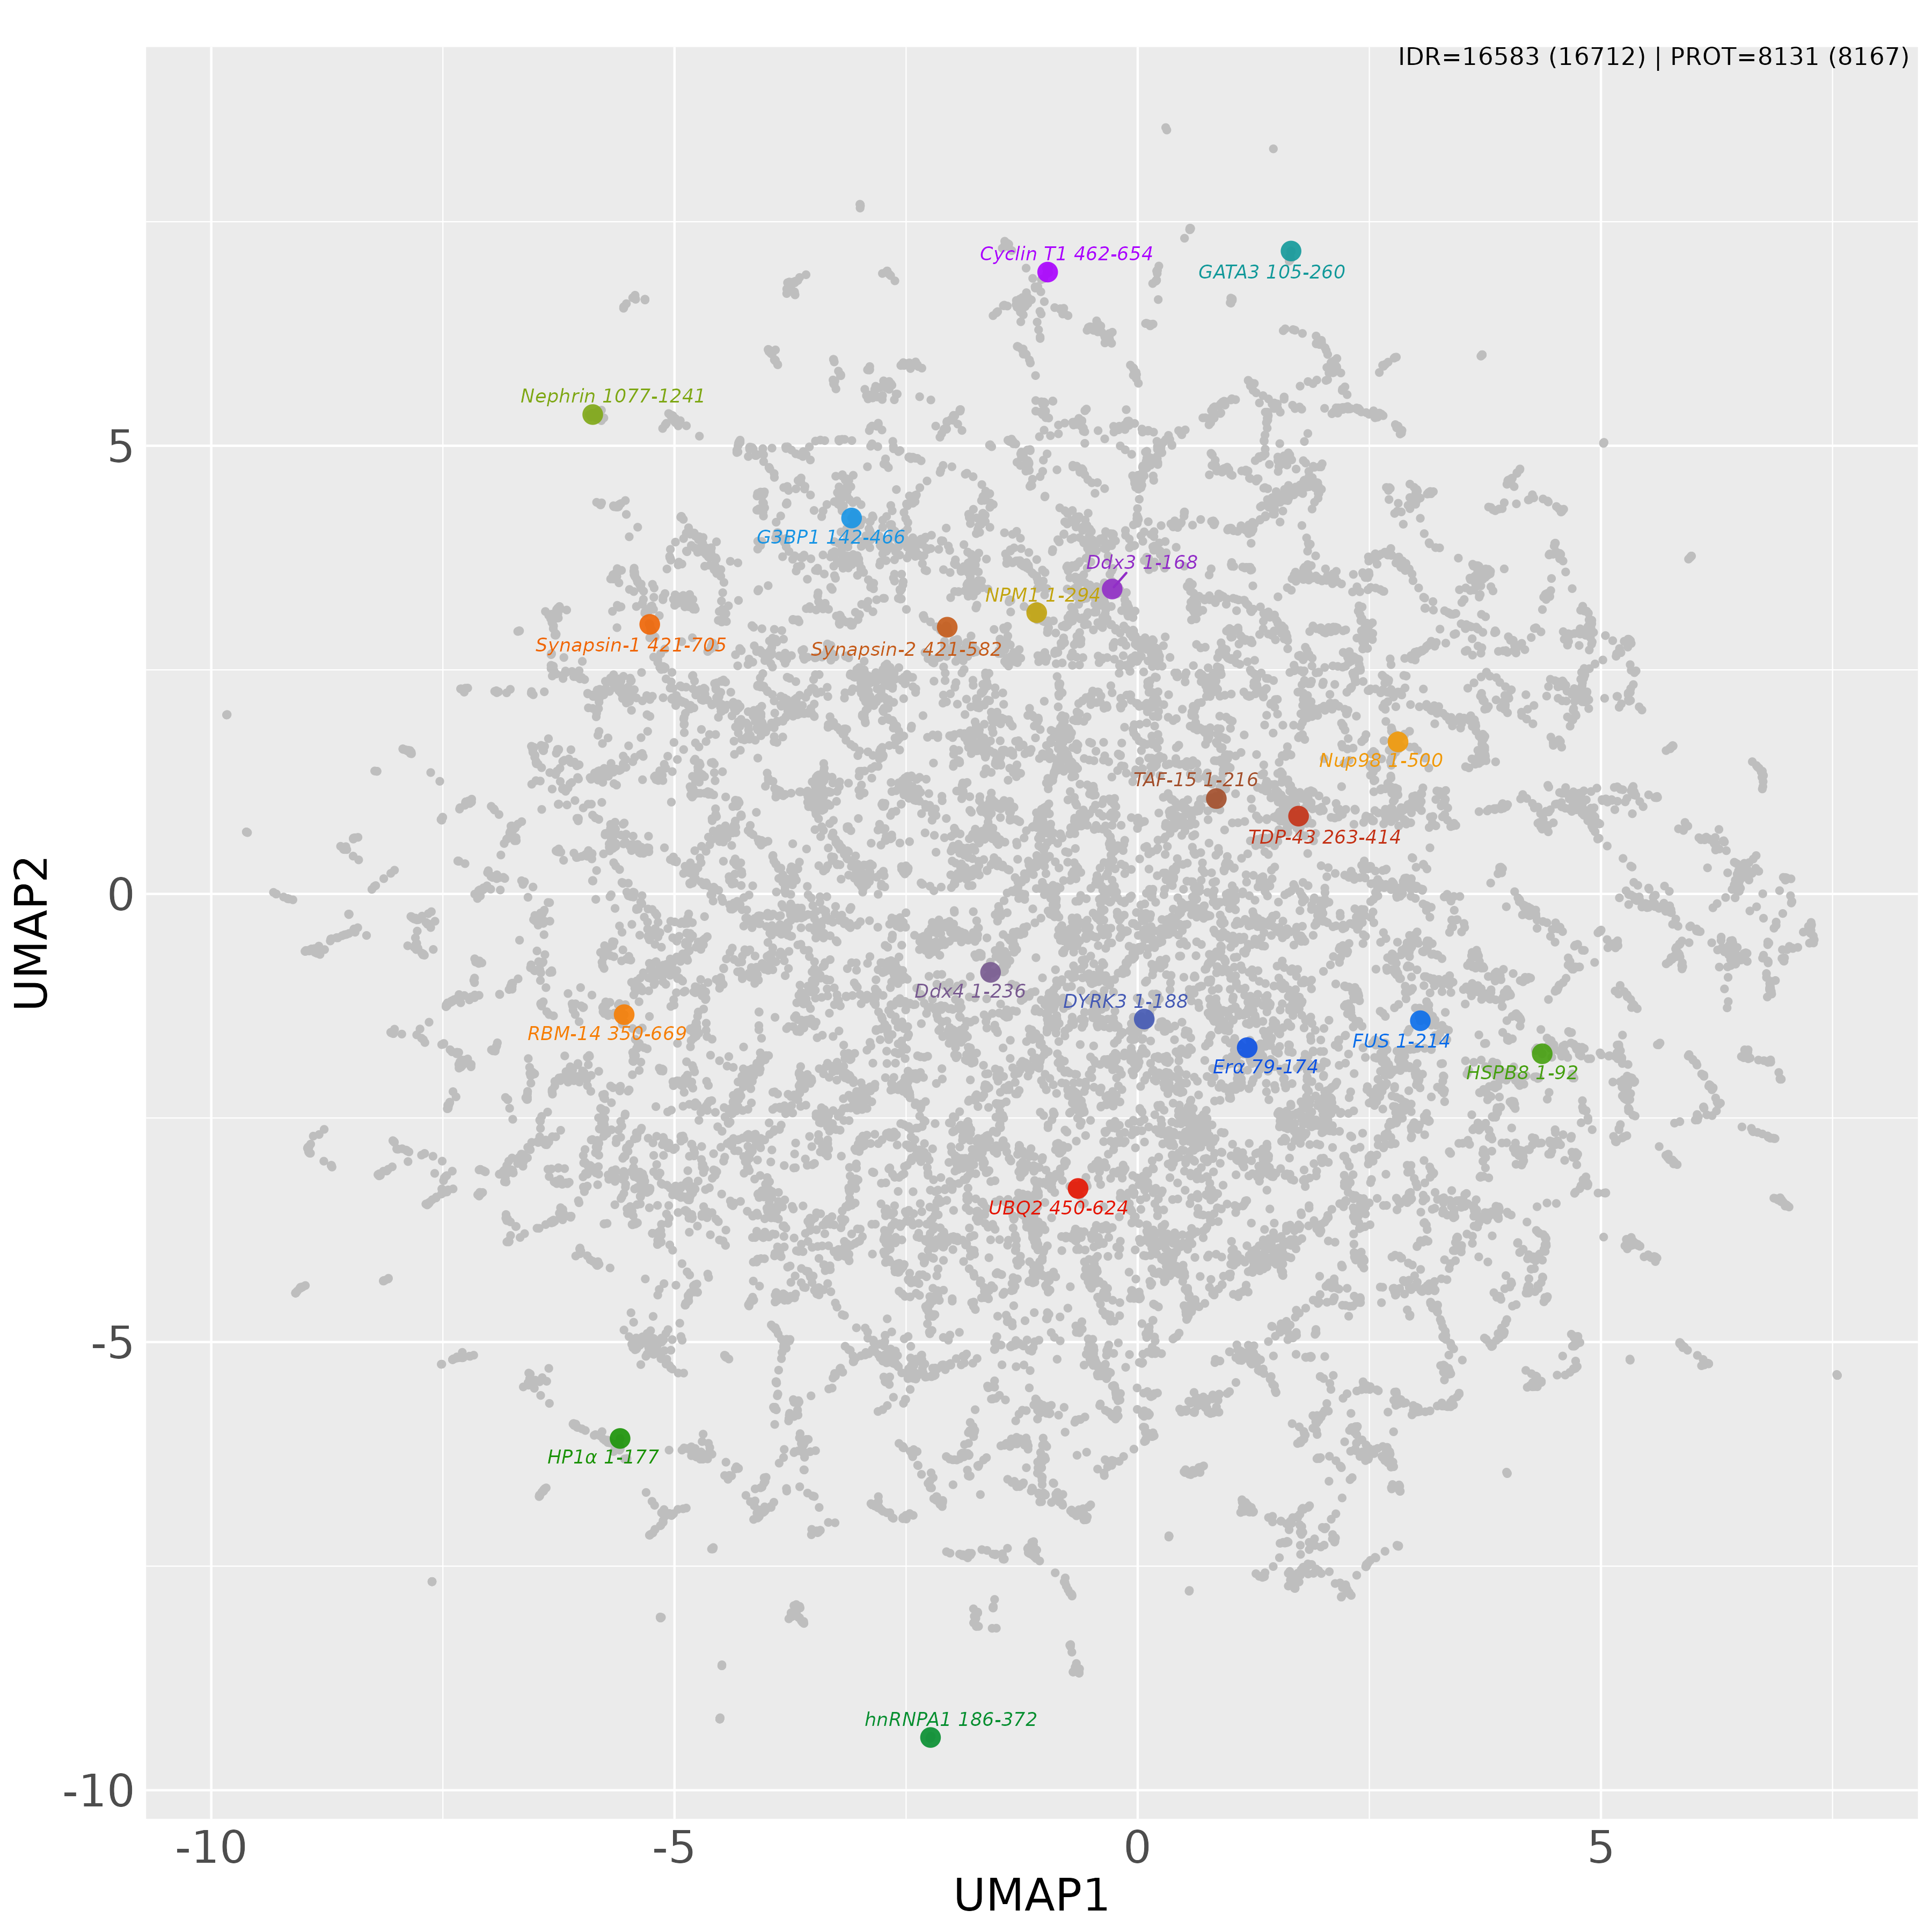 IDR=16583 (16712) | PROT=8131 (8167)
Cyclin T1 462-654
GATA3 105-260
Nephrin 1077-1241
5
G3BP1 142-466
Ddx3 1-168
NPM1 1-294
Synapsin-1 421-705
Synapsin-2 421-582
Nup98 1-500
TAF-15 1-216
TDP-43 263-414
0
UMAP2
Ddx4 1-236
DYRK3 1-188
RBM-14 350-669
FUS 1-214
Erα 79-174
HSPB8 1-92
UBQ2 450-624
-5
HP1α 1-177
hnRNPA1 186-372
-10
-10 -5 0 5
UMAP1